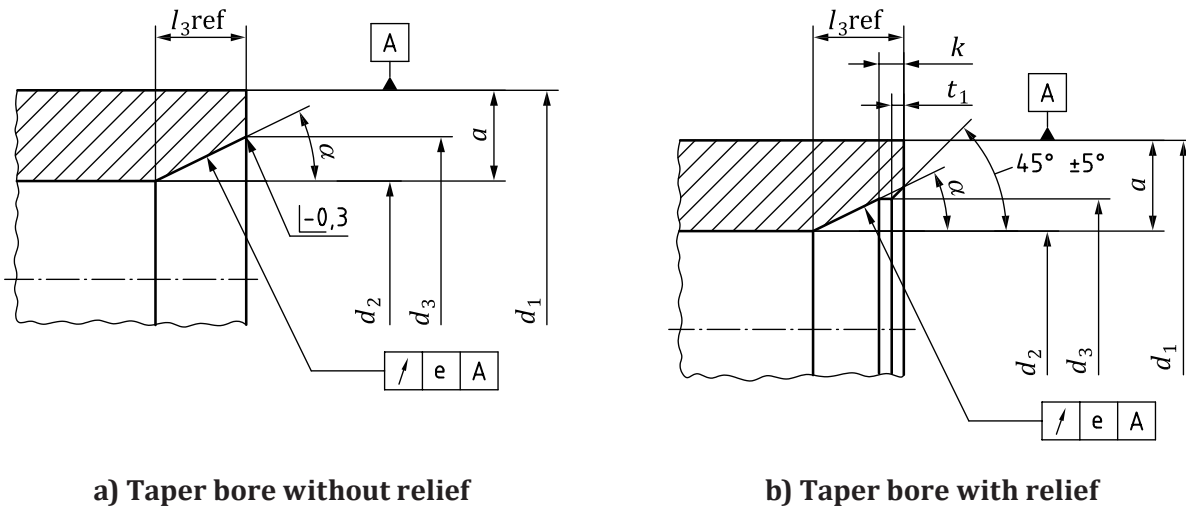 l₃ref
A
a
α
-0,3
d₂
d₃
d₁
e A
a) Taper bore without relief
l₃ref
k
t₁
A
45° ±5°
α
a
d₂
d₃
d₁
e A
b) Taper bore with relief